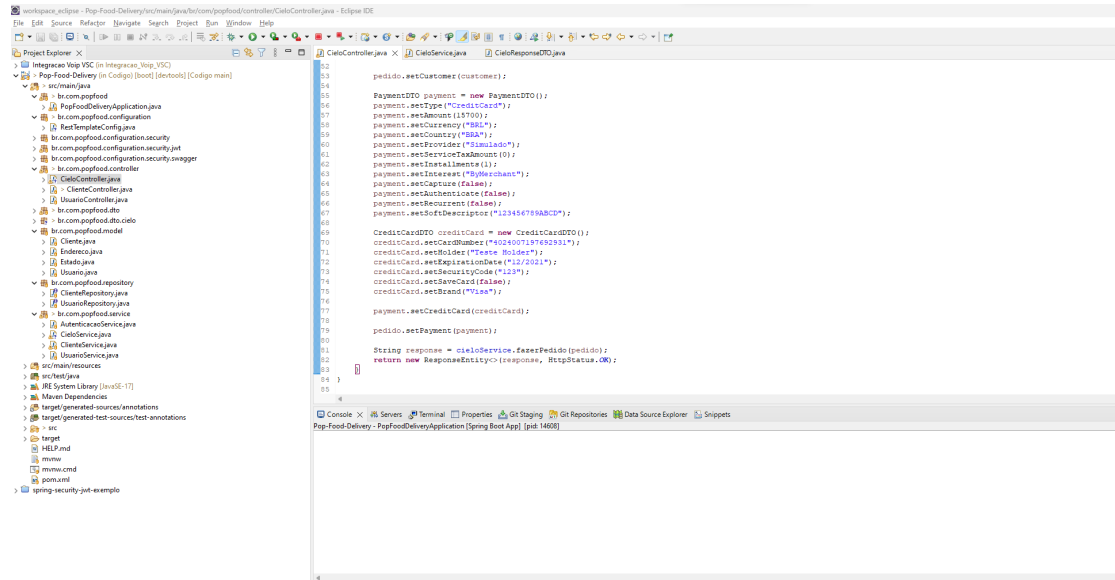 workspace_eclipse - Pop-Food-Delivery/src/main/java/br/com/popfood/controller/CieloController.java - Eclipse IDE
File Edit Source Refactor Navigate Search Project Run Window Help
Project Explorer
Integracao Voip VSC (in Integracao_Voip_VSC)
> Pop-Food-Delivery (in Codigo) [boot] [devtools] [Codigo main]
> src/main/java
> br.com.popfood
PopFoodDeliveryApplication.java
> br.com.popfood.configuration
RestTemplateConfig.java
br.com.popfood.configuration.security
br.com.popfood.configuration.security.jwt
br.com.popfood.configuration.security.swagger
> br.com.popfood.controller
CieloController.java
> ClienteController.java
UsuarioController.java
> br.com.popfood.dto
> br.com.popfood.dto.cielo
br.com.popfood.model
Cliente.java
Endereco.java
Estado.java
Usuario.java
br.com.popfood.repository
ClienteRepository.java
UsuarioRepository.java
> br.com.popfood.service
AutenticacaoService.java
CieloService.java
ClienteService.java
UsuarioService.java
src/main/resources
src/test/java
JRE System Library [JavaSE-17]
Maven Dependencies
target/generated-sources/annotations
target/generated-test-sources/test-annotations
> src
target
HELP.md
mvnw
mvnw.cmd
pom.xml
spring-security-jwt-exemplo
CieloController.java CieloService.java CieloResponseDTO.java
52
53 pedido.setCustomer(customer);
54
55 PaymentDTO payment = new PaymentDTO();
56 payment.setType("CreditCard");
57 payment.setAmount(15700);
58 payment.setCurrency("BRL");
59 payment.setCountry("BRA");
60 payment.setProvider("Simulado");
61 payment.setServiceTaxAmount(0);
62 payment.setInstallments(1);
63 payment.setInterest("ByMerchant");
64 payment.setCapture(false);
65 payment.setAuthenticate(false);
66 payment.setRecurrent(false);
67 payment.setSoftDescriptor("123456789ABCD");
68
69 CreditCardDTO creditCard = new CreditCardDTO();
70 creditCard.setCardNumber("4024007197692931");
71 creditCard.setHolder("Teste Holder");
72 creditCard.setExpirationDate("12/2021");
73 creditCard.setSecurityCode("123");
74 creditCard.setSaveCard(false);
75 creditCard.setBrand("Visa");
76
77 payment.setCreditCard(creditCard);
78
79 pedido.setPayment(payment);
80
81 String response = cieloService.fazerPedido(pedido);
82 return new ResponseEntity<>(response, HttpStatus.OK);
83 }
84 }
85
Console Servers Terminal Properties Git Staging Git Repositories Data Source Explorer Snippets
Pop-Food-Delivery - PopFoodDeliveryApplication [Spring Boot App] [pid: 14608]